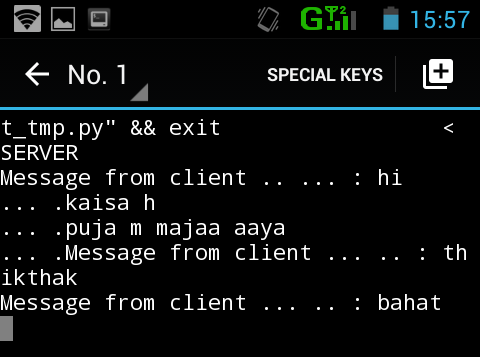 G 2 15:57
No. 1 SPECIAL KEYS
t_tmp.py" && exit <
SERVER
Message from client .. ... : hi
... .kaisa h
... .puja m majaa aaya
... .Message from client ... .. : th
ikthak
Message from client ... .. : bahat